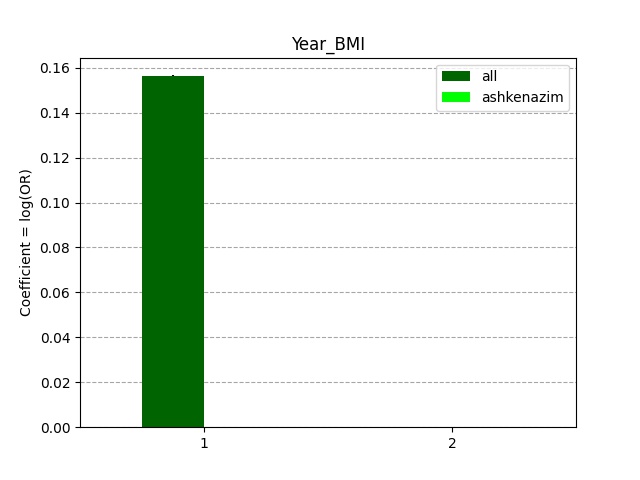 Year_BMI
Coefficient = log(OR)
0.16
0.14
0.12
0.10
0.08
0.06
0.04
0.02
0.00
1
2
all
ashkenazim